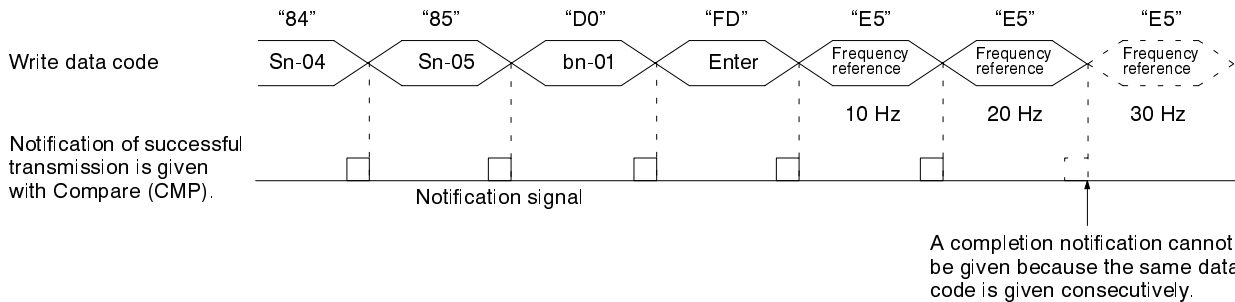 “84” “85” “D0” “FD” “E5” “E5” “E5”
Write data code Sn-04 Sn-05 bn-01 Enter Frequency reference Frequency reference Frequency reference
10 Hz 20 Hz 30 Hz
Notification of successful
transmission is given
with Compare (CMP).
Notification signal
A completion notification cannot
be given because the same data
code is given consecutively.